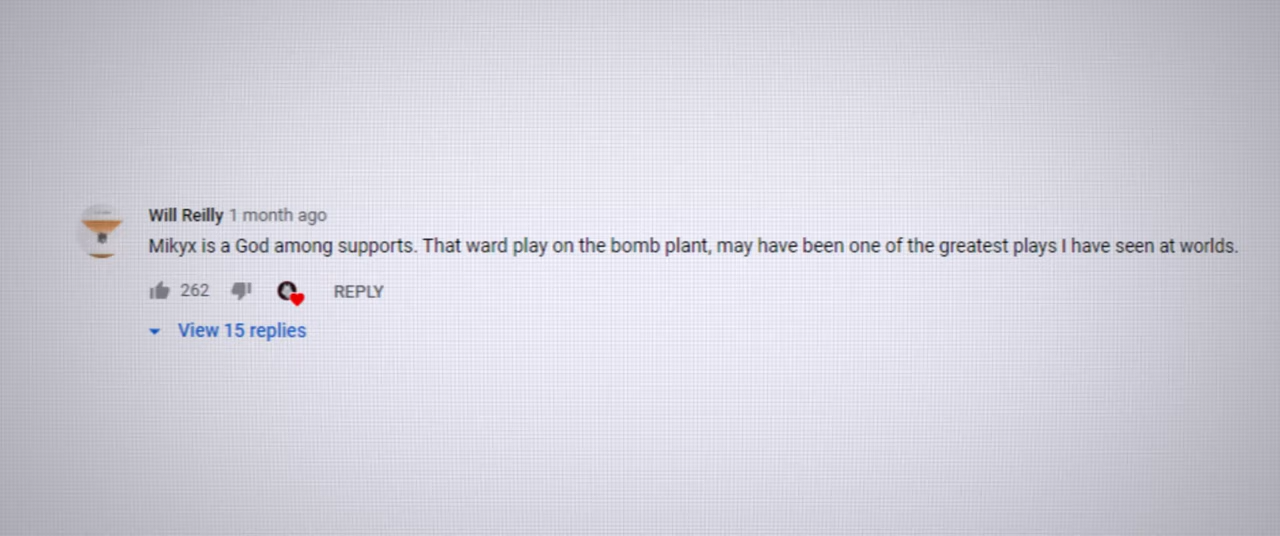 Will Reilly 1 month ago
Mikyx is a God among supports. That ward play on the bomb plant, may have been one of the greatest plays I have seen at worlds.
262 REPLY
View 15 replies